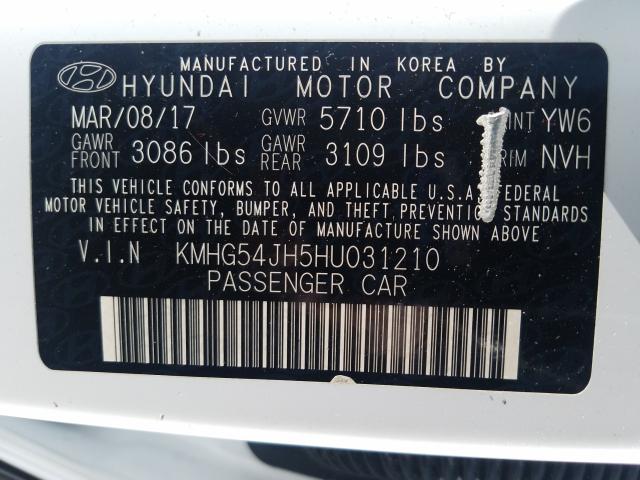 MANUFACTURED IN KOREA BY
HYUNDAI MOTOR COMPANY
MAR/08/17 GVWR 5710 lbs INT YW6
GAWR FRONT 3086 lbs GAWR REAR 3109 lbs RIM NVH
THIS VEHICLE CONFORMS TO ALL APPLICABLE U.S.A. FEDERAL
MOTOR VEHICLE SAFETY, BUMPER, AND THEFT PREVENTION STANDARDS
IN EFFECT ON THE DATE OF MANUFACTURE SHOWN ABOVE.
V.I.N KMHG54JH5HU031210
PASSENGER CAR